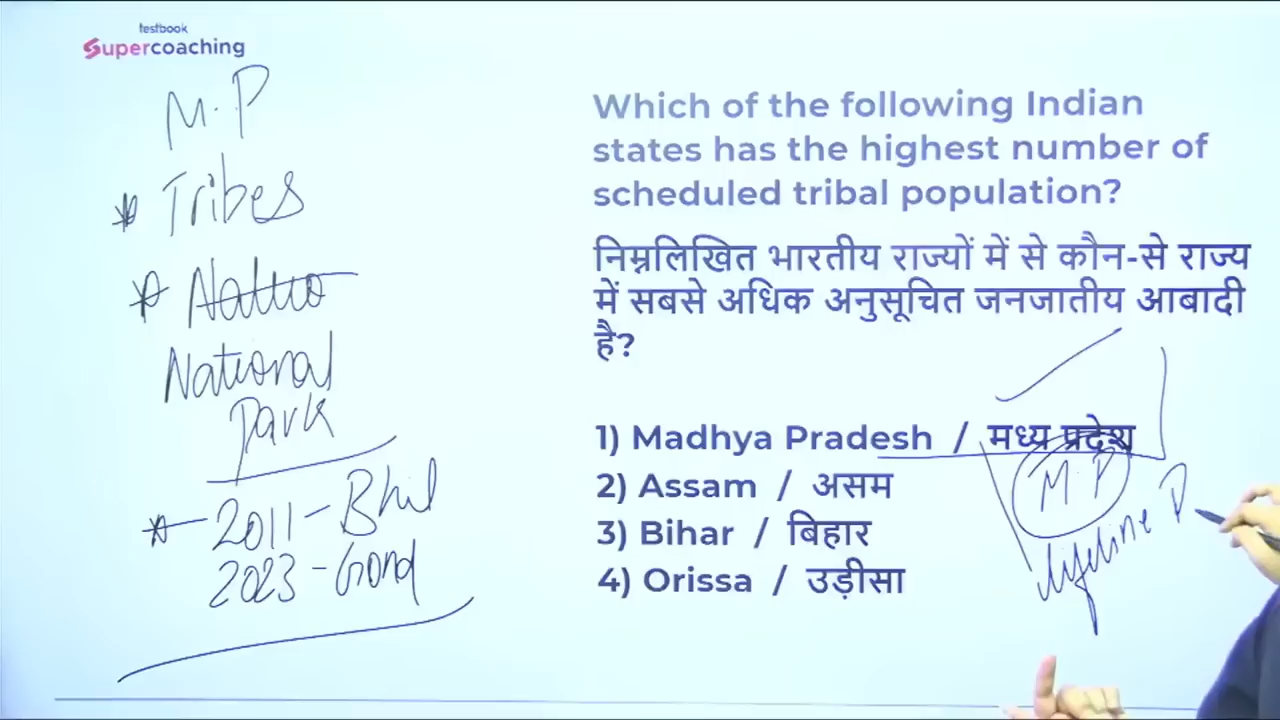 testbook
Supercoaching
M.P
Tribes
National
Park
2011 - Bhil
2023 - Gond
Which of the following Indian
states has the highest number of
scheduled tribal population?
निम्नलिखित भारतीय राज्यों में से कौन-से राज्य
में सबसे अधिक अनुसूचित जनजातीय आबादी
है?
1) Madhya Pradesh / मध्य प्रदेश
2) Assam / असम
3) Bihar / बिहार
4) Orissa / उड़ीसा
M.P
lifeline